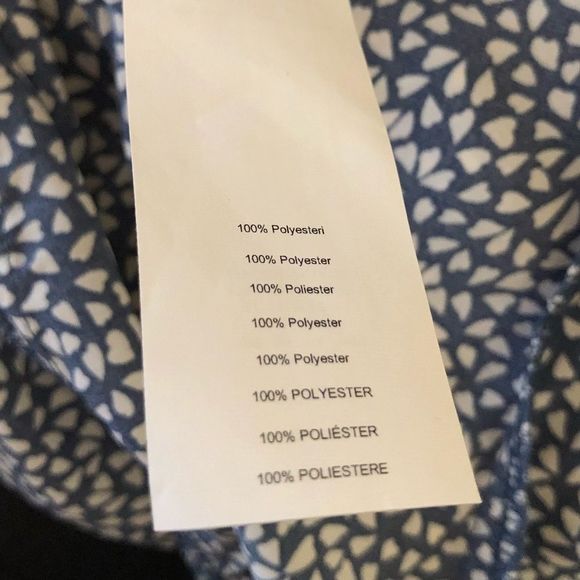 100% Polyesteri
100% Polyester
100% Poliester
100% Polyester
100% Polyester
100% POLYESTER
100% POLIÉSTER
100% POLIESTERE